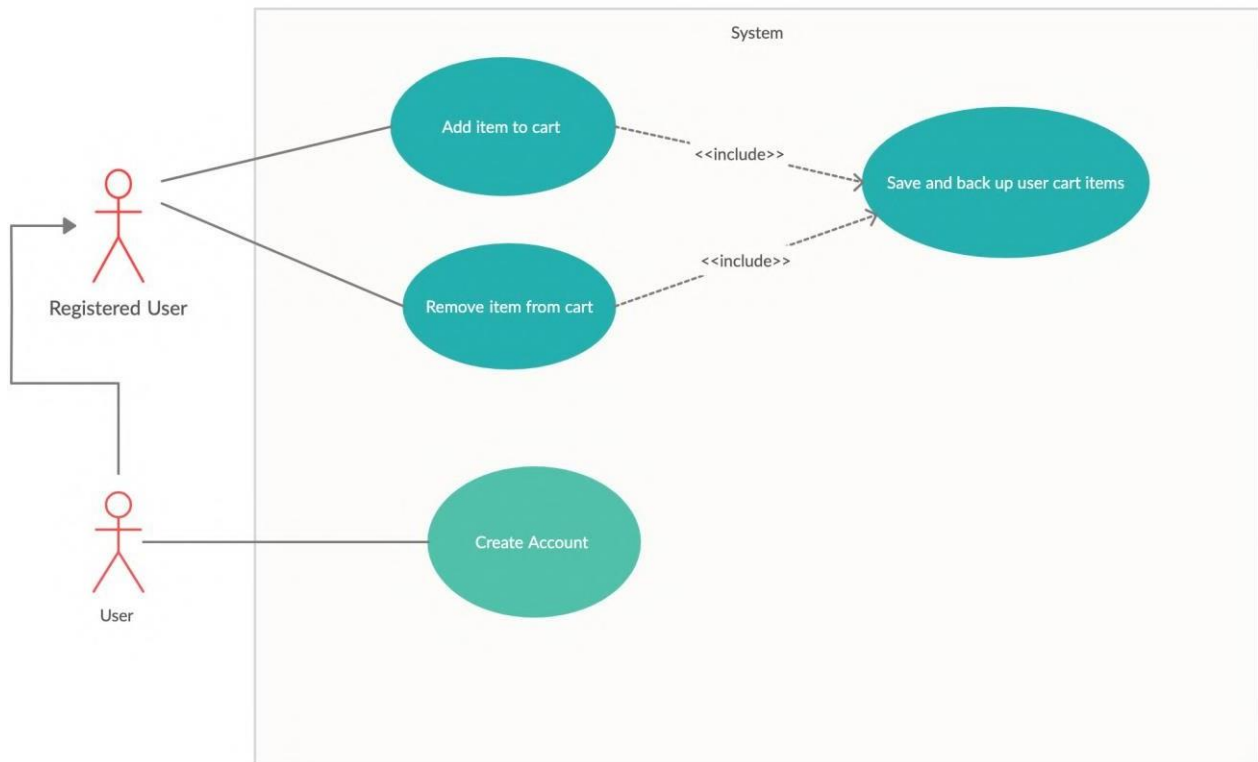 System
Add item to cart
<<include>>
Save and back up user cart items
<<include>>
Remove item from cart
Registered User
Create Account
User